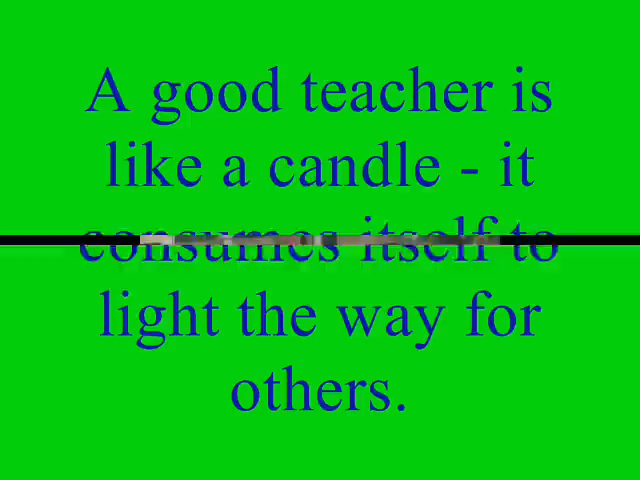 A good teacher is
like a candle - it
consumes itself to
light the way for
others.